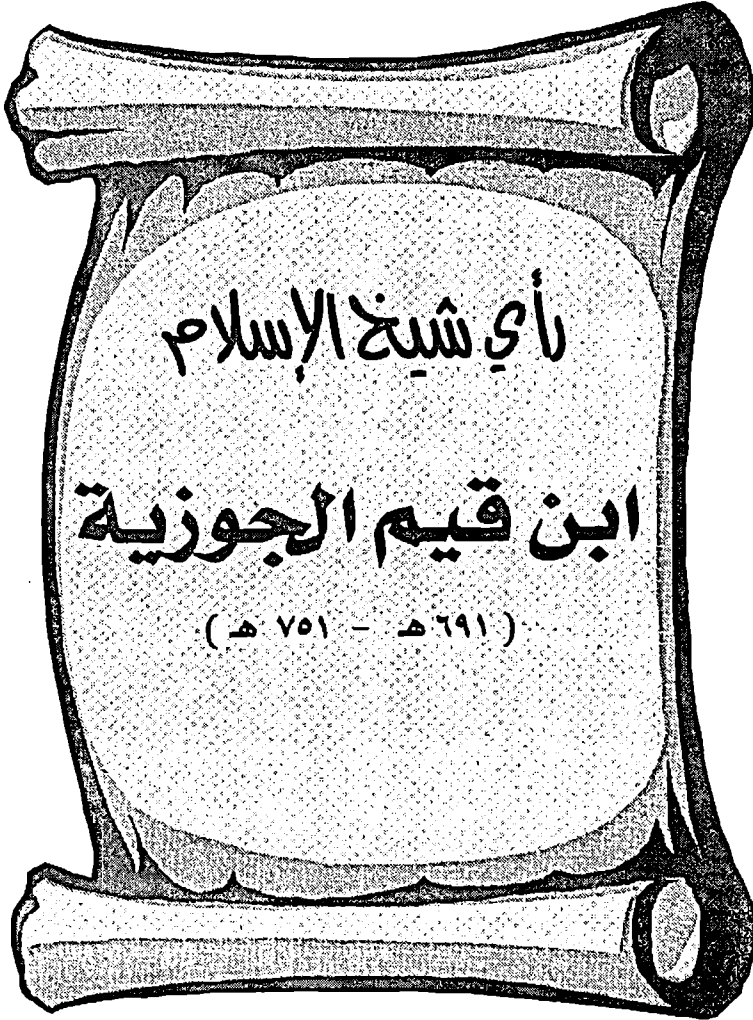 رأي شيخ الإسلام
ابن قيم الجوزية
( ٦٩١ هـ - ٧٥١ هـ )